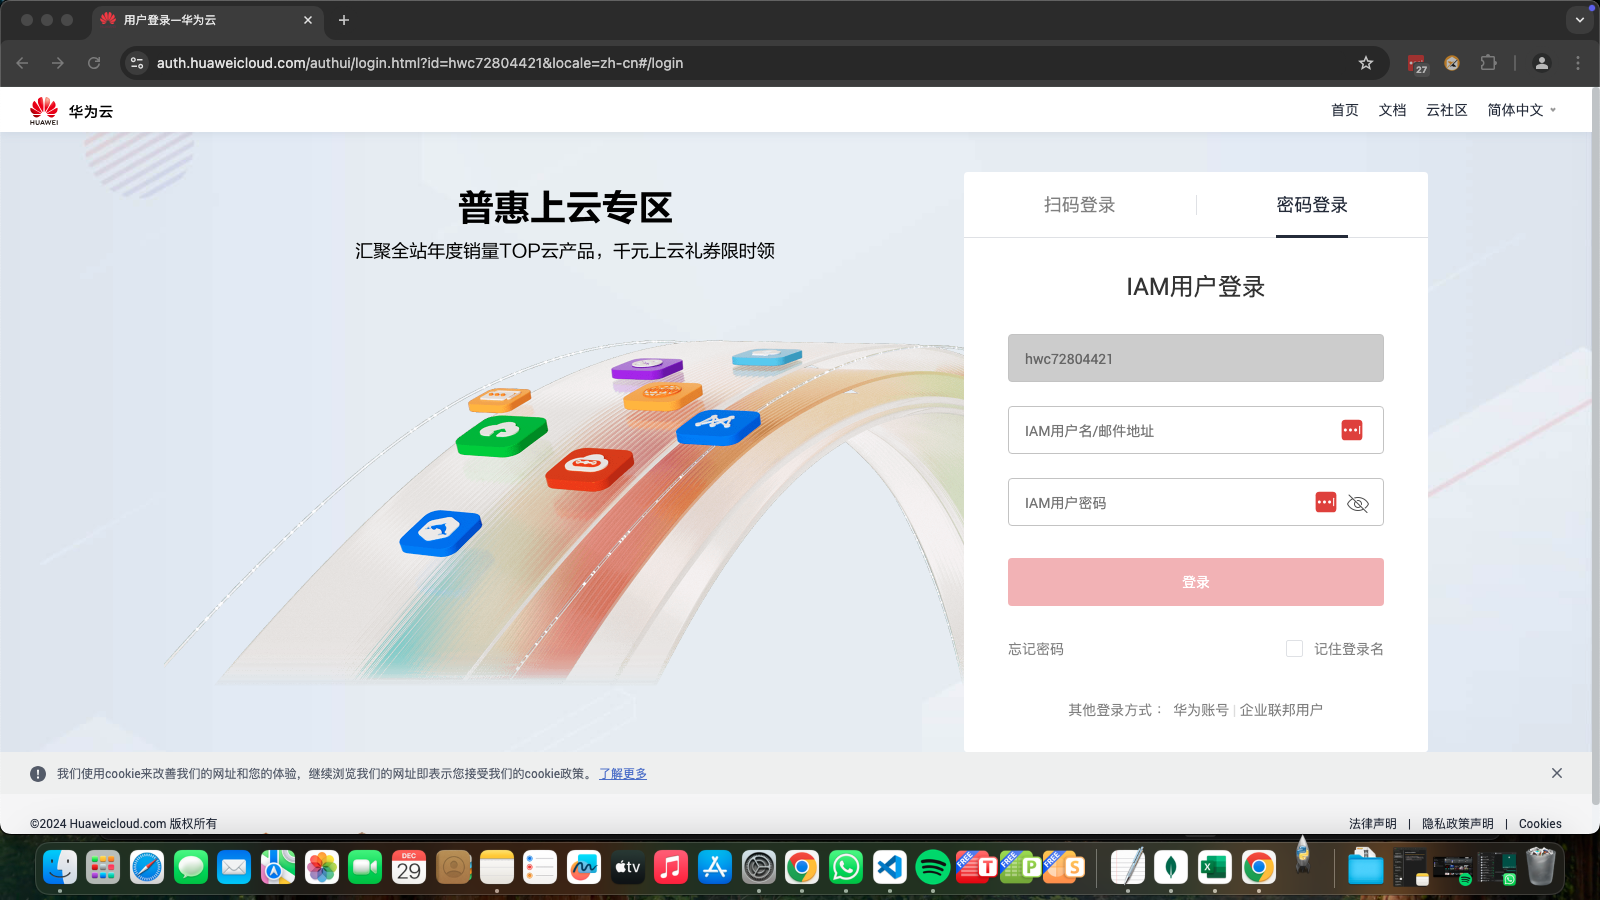 用户登录—华为云
auth.huaweicloud.com/authui/login.html?id=hwc72804421&locale=zh-cn#/login
27
HUAWEI
华为云
首页
文档
云社区
简体中文
普惠上云专区
汇聚全站年度销量TOP云产品，千元上云礼券限时领
扫码登录
密码登录
IAM用户登录
hwc72804421
IAM用户名/邮件地址
IAM用户密码
登录
忘记密码
记住登录名
其他登录方式： 华为账号 | 企业联邦用户
我们使用cookie来改善我们的网址和您的体验，继续浏览我们的网址即表示您接受我们的cookie政策。 了解更多
©2024 Huaweicloud.com 版权所有
法律声明 | 隐私政策声明 | Cookies
DEC
29
tv
FREE
T
FREE
P
FREE
S